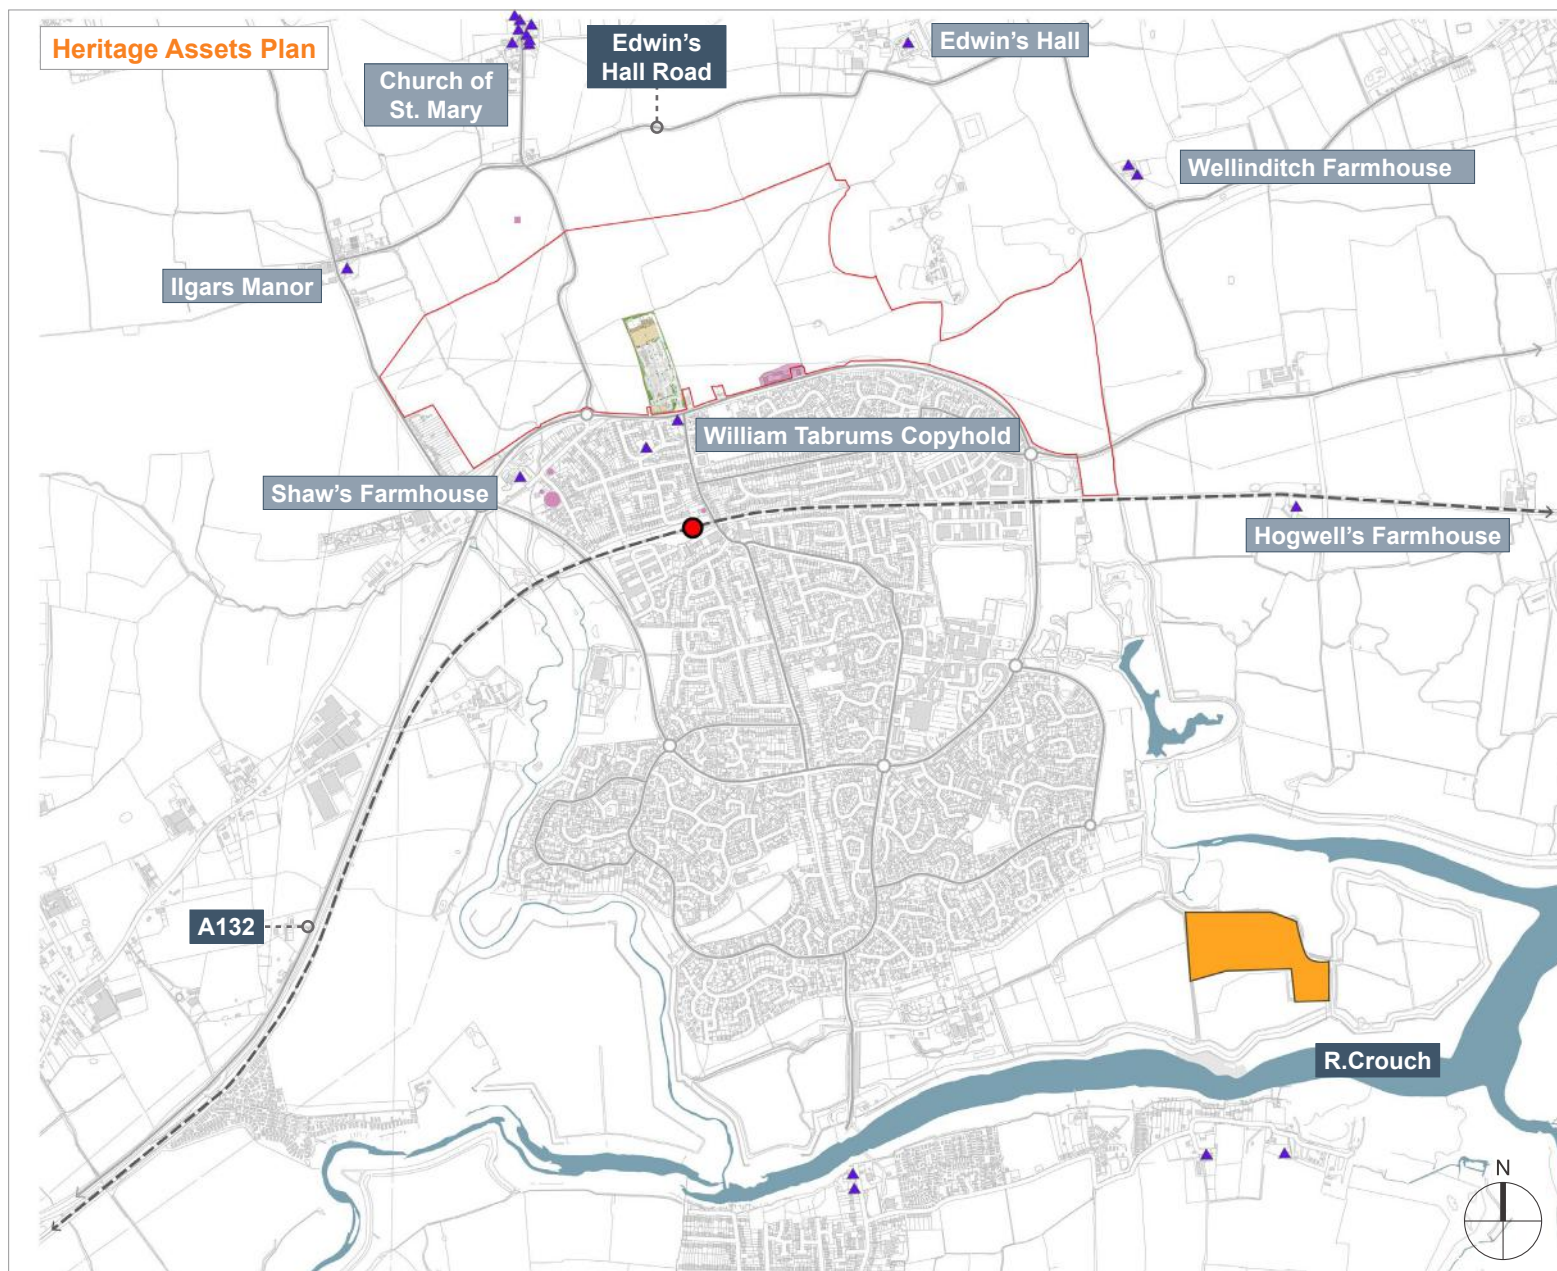 Heritage Assets Plan
Church of
St. Mary
Edwin's
Hall Road
Edwin's Hall
Wellinditch Farmhouse
Ilgars Manor
William Tabrums Copyhold
Shaw's Farmhouse
Hogwell's Farmhouse
A132
R.Crouch
N